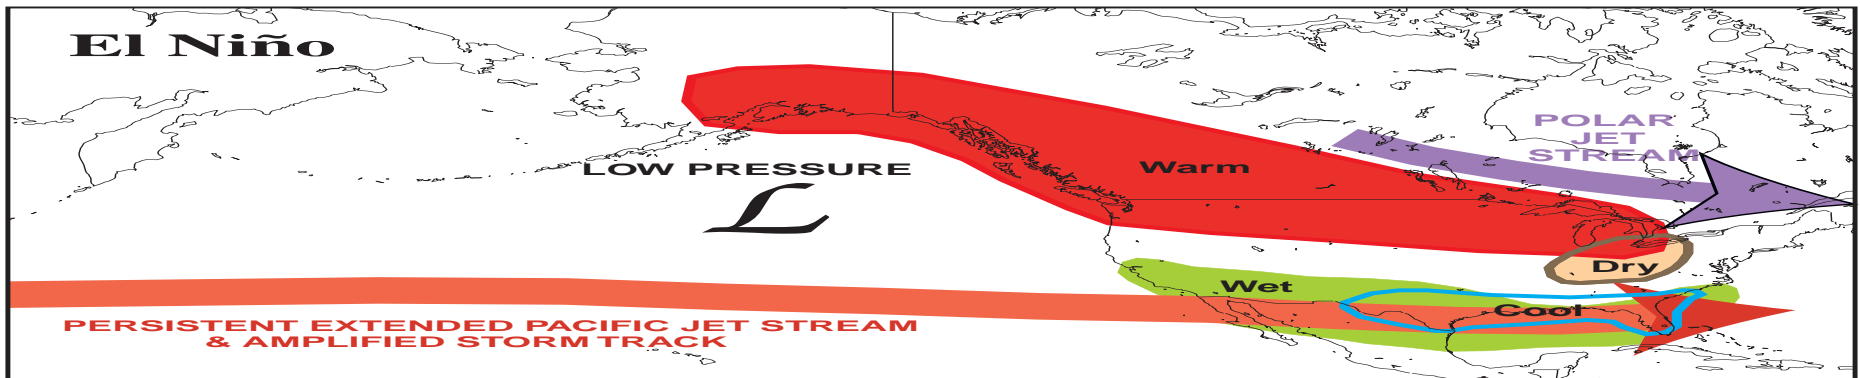 El Niño
POLAR
JET
STREAM
LOW PRESSURE
L
Warm
Dry
Wet
Cool
PERSISTENT EXTENDED PACIFIC JET STREAM
& AMPLIFIED STORM TRACK